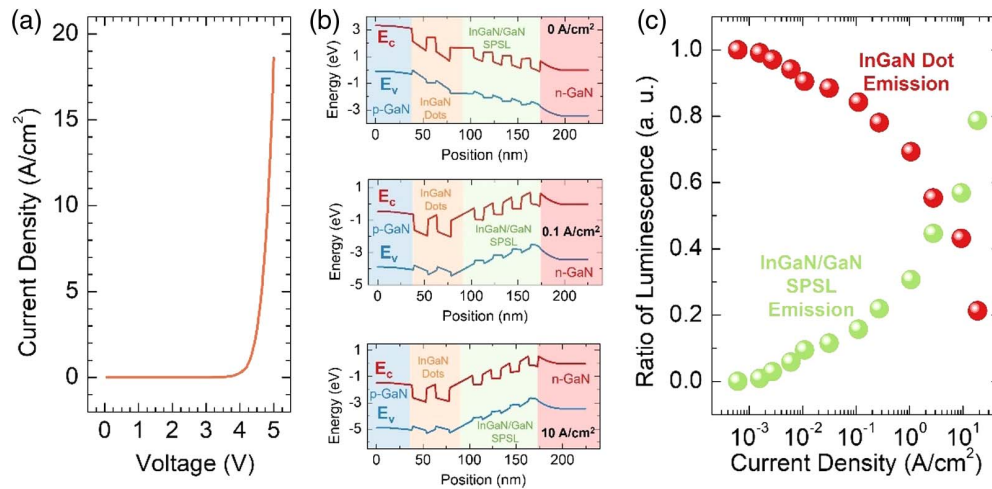 (a)
20
15
10
5
0
Current Density (A/cm²)
0 1 2 3 4 5
Voltage (V)
(b)
3
1
-1
-3
Energy (eV)
Ec
Ev
p-GaN
InGaN
Dots
InGaN/GaN
SPSL
0 A/cm²
n-GaN
0 50 100 150 200
Position (nm)
1
-1
-3
-5
Energy (eV)
Ec
p-GaN
Ev
InGaN
Dots
InGaN/GaN
SPSL
0.1 A/cm²
n-GaN
0 50 100 150 200
Position (nm)
2
0
-2
-4
-6
Energy (eV)
Ec
p-GaN
Ev
InGaN
Dots
InGaN/GaN
SPSL
n-GaN
10 A/cm²
0 50 100 150 200
Position (nm)
(c)
1.0
0.8
0.6
0.4
0.2
0.0
Ratio of Luminescence (a. u.)
InGaN Dot
Emission
InGaN/GaN
SPSL
Emission
10⁻³ 10⁻² 10⁻¹ 10⁰ 10¹
Current Density (A/cm²)